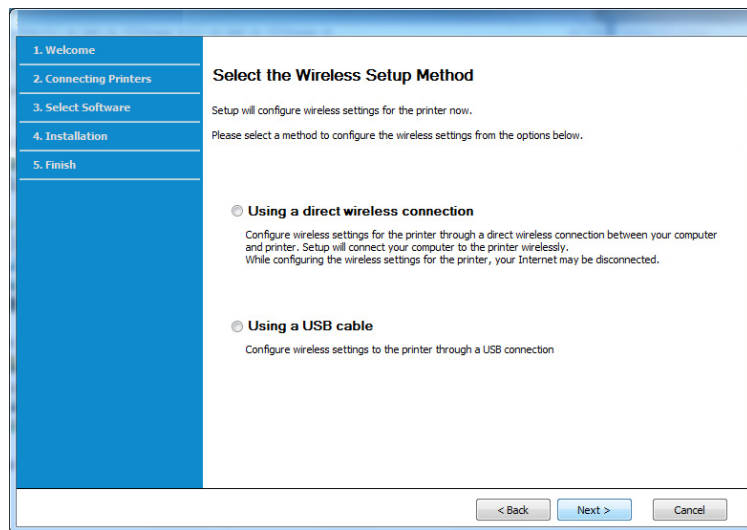 1. Welcome
2. Connecting Printers
3. Select Software
4. Installation
5. Finish
Select the Wireless Setup Method
Setup will configure wireless settings for the printer now.
Please select a method to configure the wireless settings from the options below.
Using a direct wireless connection
Configure wireless settings for the printer through a direct wireless connection between your computer
and printer. Setup will connect your computer to the printer wirelessly.
While configuring the wireless settings for the printer, your Internet may be disconnected.
Using a USB cable
Configure wireless settings to the printer through a USB connection
< Back
Next >
Cancel